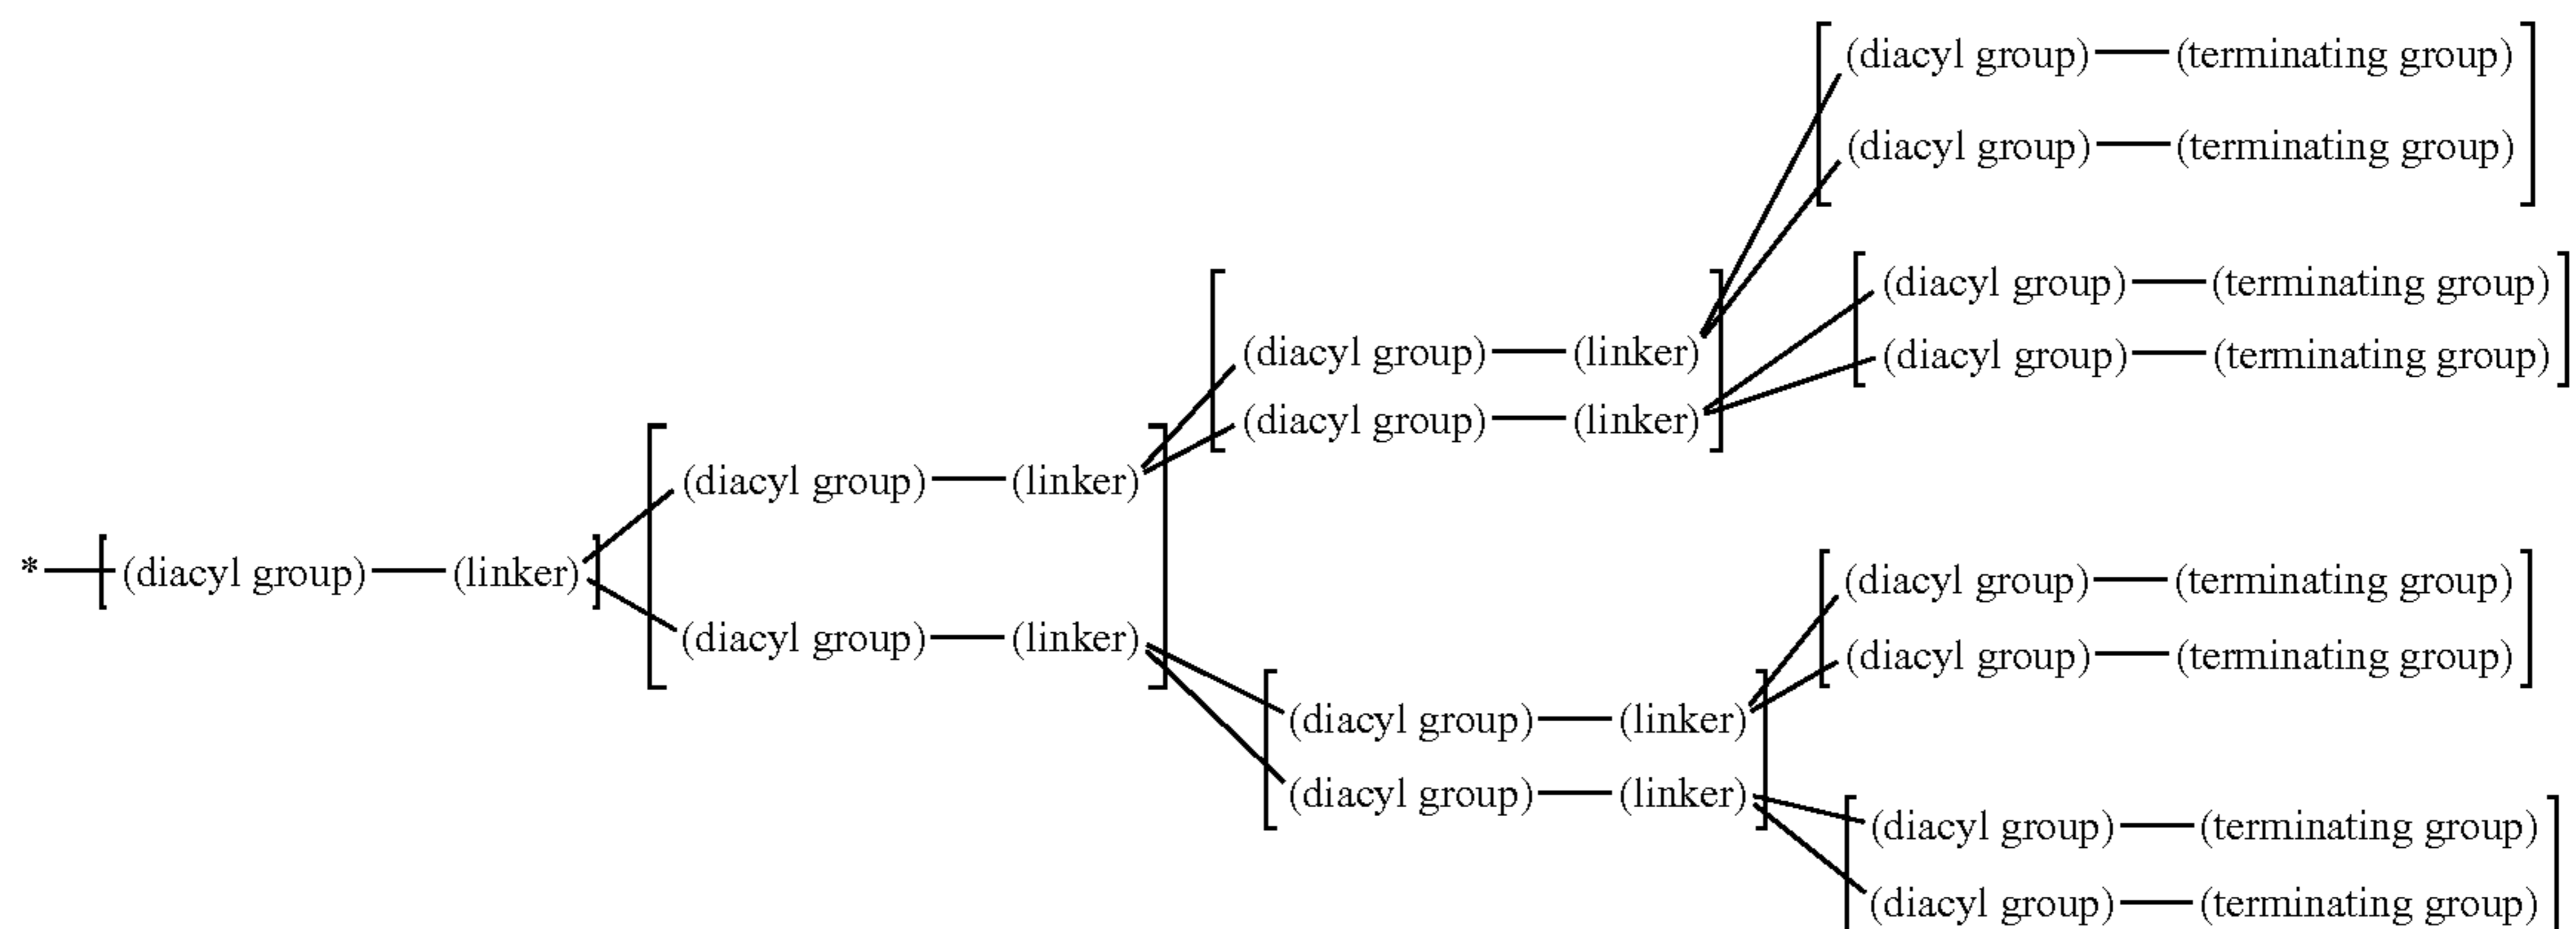 (diacyl group) — (terminating group)
(diacyl group) — (terminating group)
(diacyl group) — (terminating group)
(diacyl group) — (linker)
(diacyl group) — (terminating group)
(diacyl group) — (linker)
(diacyl group) — (linker)
* — (diacyl group) — (linker)
(diacyl group) — (terminating group)
(diacyl group) — (linker)
(diacyl group) — (terminating group)
(diacyl group) — (linker)
(diacyl group) — (linker)
(diacyl group) — (terminating group)
(diacyl group) — (terminating group)